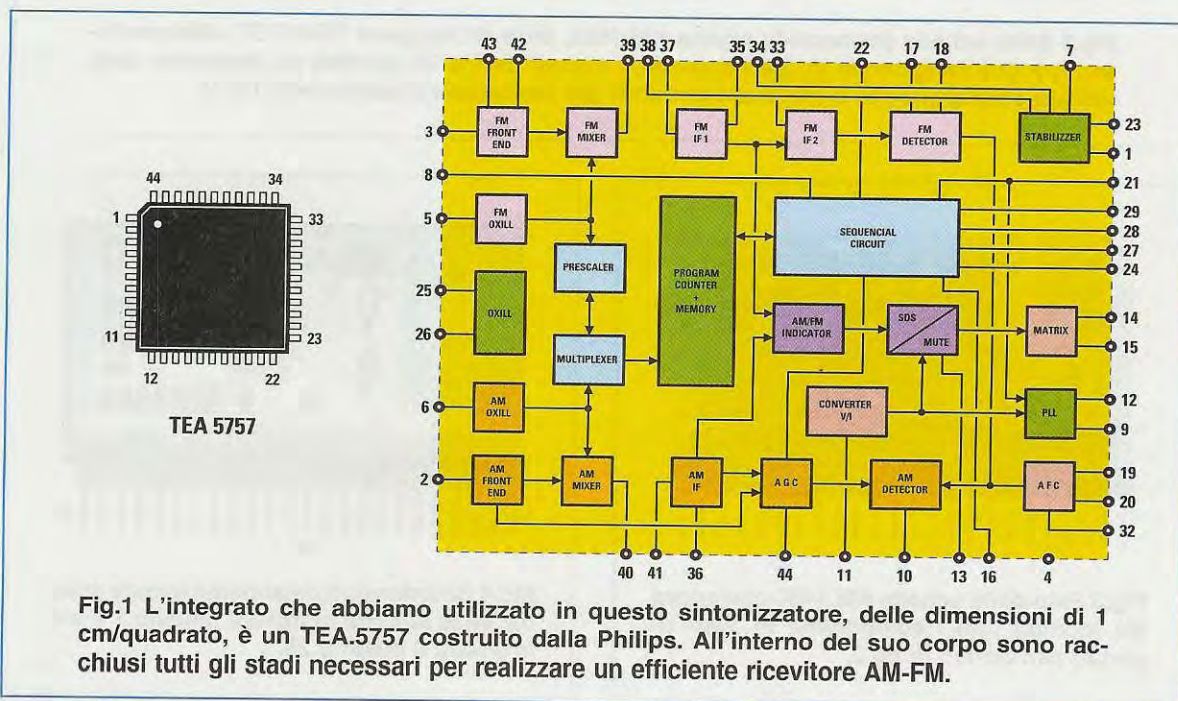 43 42 39 38 37 35 34 33 22 17 18 7
3 FM FRONT END
FM MIXER
FM IF 1
FM IF 2
FM DETECTOR
STABILIZZER
23
1
8
21
5 FM OXILL
SEQUENCIAL CIRCUIT
29
28
27
24
PRESCALER
PROGRAM COUNTER + MEMORY
25
26
OXILL
MULTIPLEXER
AM/FM INDICATOR
SDS
MUTE
MATRIX
14
15
6 AM OXILL
CONVERTER V/I
PLL
12
9
2 AM FRONT END
AM MIXER
AM IF
A G C
AM DETECTOR
A F C
19
20
32
40 41 36 44 11 10 13 16 4
44 34
1 33
11 23
12 22
TEA 5757
Fig.1 L'integrato che abbiamo utilizzato in questo sintonizzatore, delle dimensioni di 1
cm/quadrato, è un TEA.5757 costruito dalla Philips. All'interno del suo corpo sono rac-
chiusi tutti gli stadi necessari per realizzare un efficiente ricevitore AM-FM.